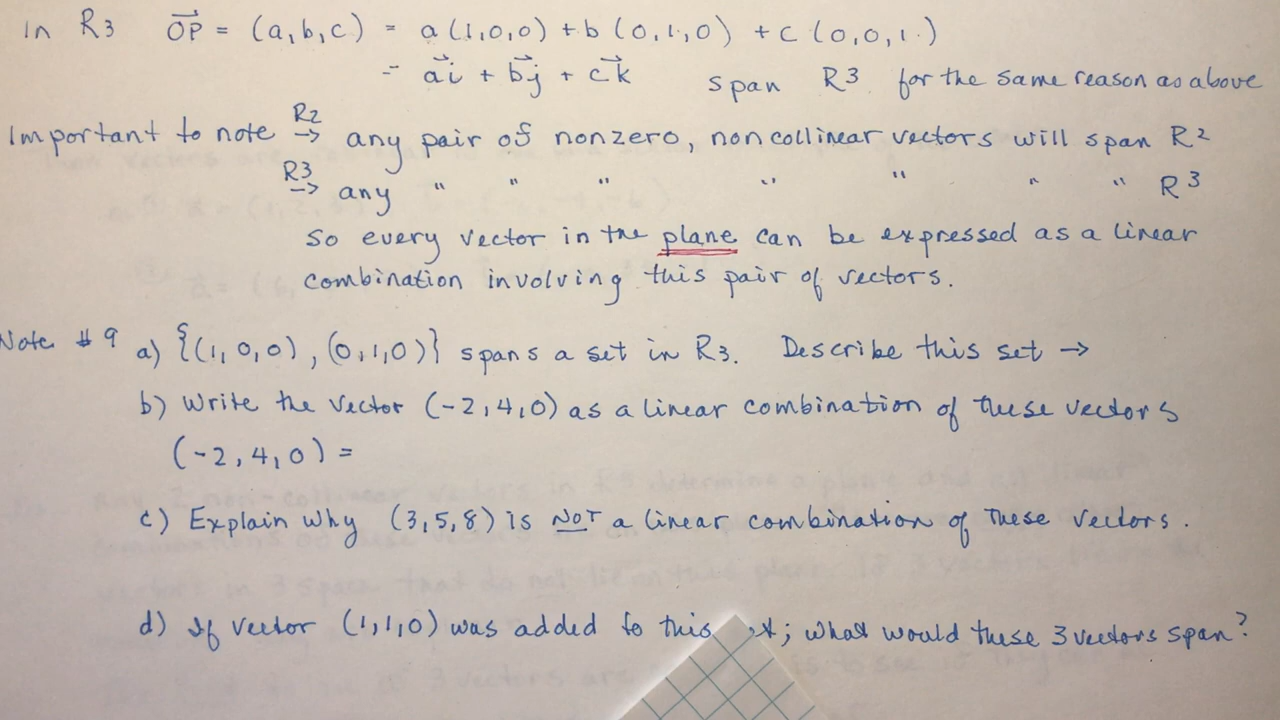 In R3 OP = (a,b,c) = a(1,0,0) + b(0,1,0) + c(0,0,1)
= ai + bj + ck span R3 for the same reason as above
Important to note R2 → any pair of nonzero, noncollinear vectors will span R2
R3 → any " " " " " " " R3
so every vector in the plane can be expressed as a linear
combination involving this pair of vectors.
Note #9 a) {(1,0,0), (0,1,0)} spans a set in R3. Describe this set →
b) Write the vector (-2,4,0) as a linear combination of these vectors
(-2,4,0) =
c) Explain why (3,5,8) is NOT a linear combination of these vectors.
d) If vector (1,1,0) was added to this ; what would these 3 vectors span?